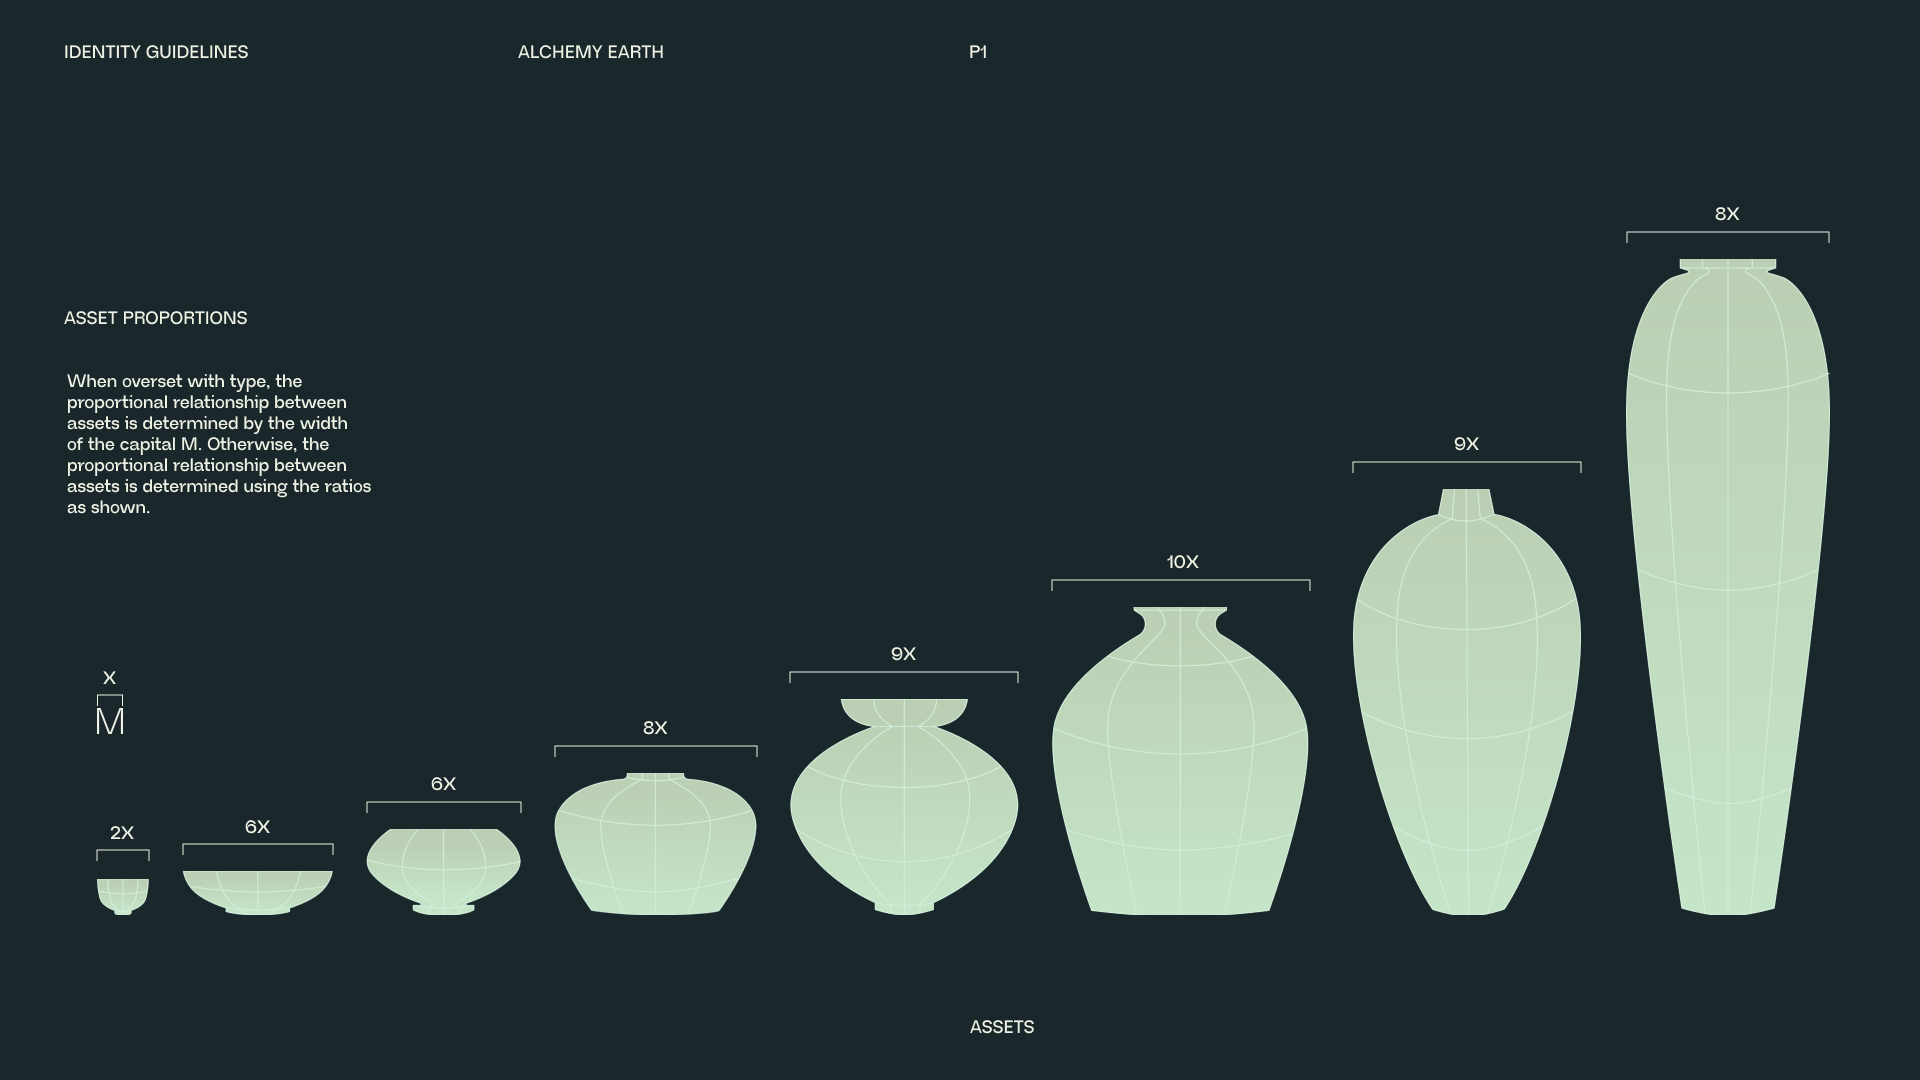 IDENTITY GUIDELINES
ALCHEMY EARTH
P1
ASSET PROPORTIONS
When overset with type, the
proportional relationship between
assets is determined by the width
of the capital M. Otherwise, the
proportional relationship between
assets is determined using the ratios
as shown.
X
M
2X
6X
6X
8X
9X
10X
9X
8X
ASSETS